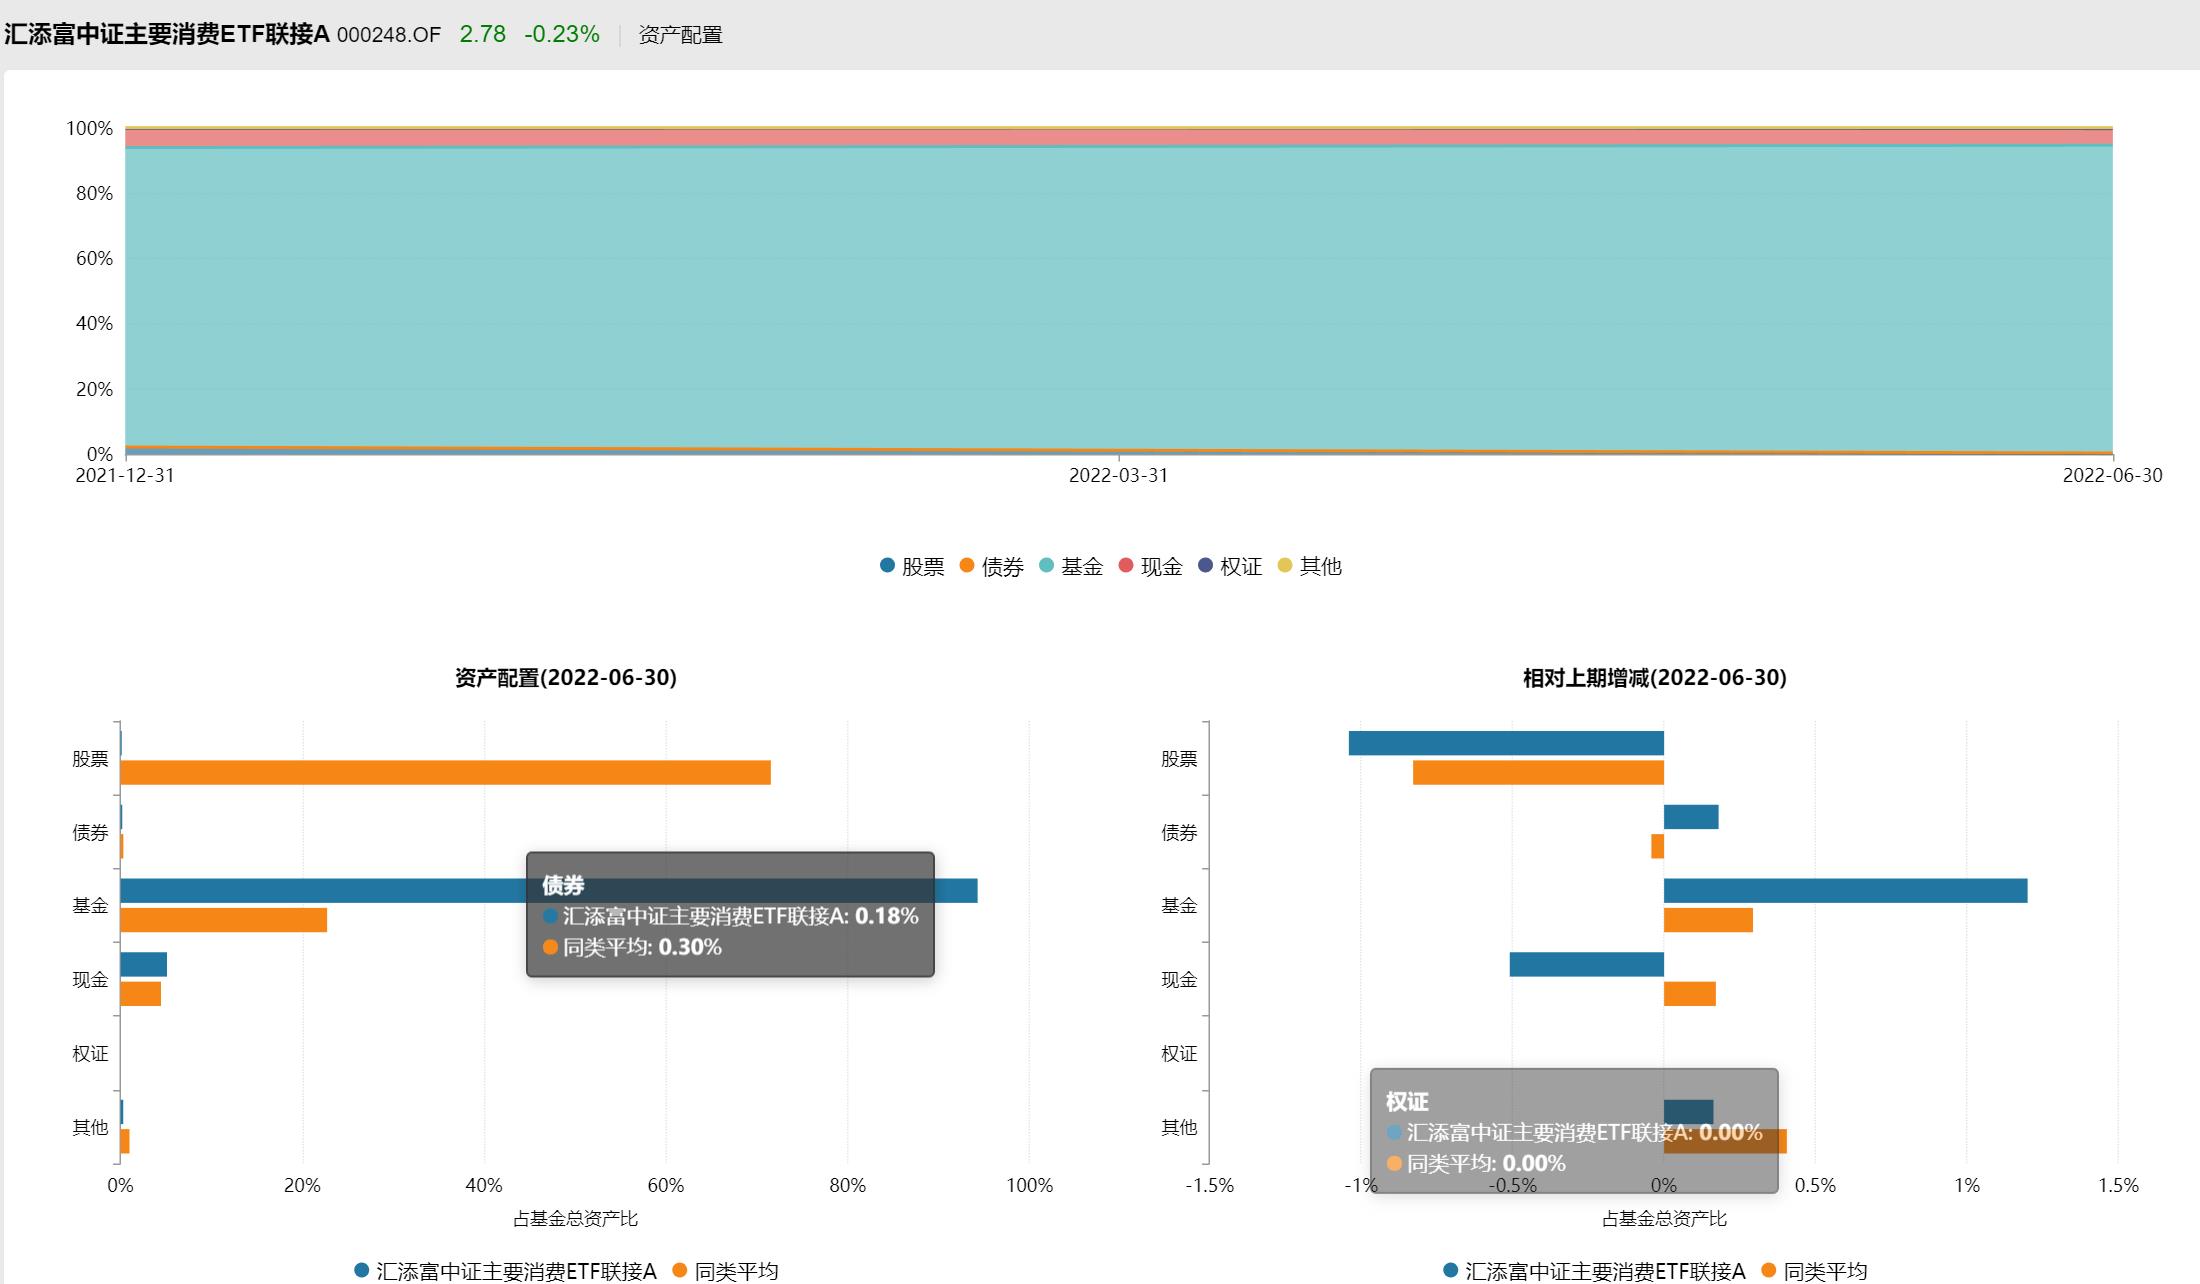 汇添富中证主要消费ETF联接A 000248.OF 2.78 -0.23% 资产配置
100%
80%
60%
40%
20%
0%
2021-12-31 2022-03-31 2022-06-30
股票 债券 基金 现金 权证 其他
资产配置(2022-06-30)
股票
债券
基金
现金
权证
其他
债券
汇添富中证主要消费ETF联接A: 0.18%
同类平均: 0.30%
0% 20% 40% 60% 80% 100%
占基金总资产比
汇添富中证主要消费ETF联接A 同类平均
相对上期增减(2022-06-30)
股票
债券
基金
现金
权证
其他
权证
汇添富中证主要消费ETF联接A: 0.00%
同类平均: 0.00%
-1.5% -1% -0.5% 0% 0.5% 1% 1.5%
占基金总资产比
汇添富中证主要消费ETF联接A 同类平均